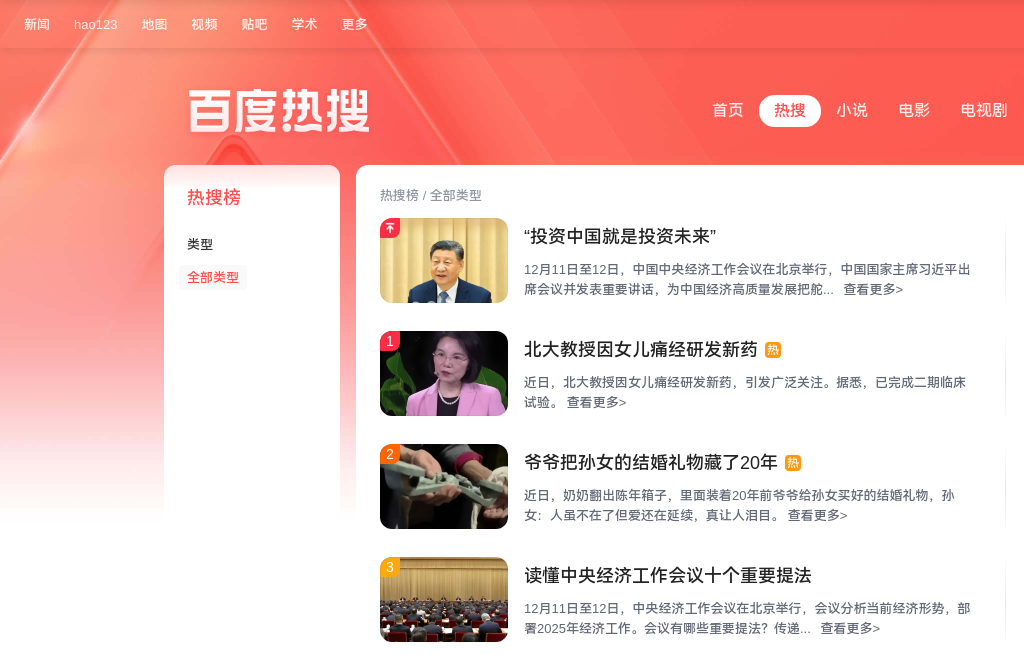 新闻 hao123 地图 视频 贴吧 学术 更多
百度热搜
首页 热搜 小说 电影 电视剧
热搜榜
类型
全部类型
热搜榜 / 全部类型
“投资中国就是投资未来”
12月11日至12日，中国中央经济工作会议在北京举行，中国国家主席习近平出
席会议并发表重要讲话，为中国经济高质量发展把舵... 查看更多>
1
北大教授因女儿痛经研发新药 热
近日，北大教授因女儿痛经研发新药，引发广泛关注。据悉，已完成二期临床
试验。 查看更多>
2
爷爷把孙女的结婚礼物藏了20年 热
近日，奶奶翻出陈年箱子，里面装着20年前爷爷给孙女买好的结婚礼物，孙
女：人虽不在了但爱还在延续，真让人泪目。 查看更多>
3
读懂中央经济工作会议十个重要提法
12月11日至12日，中央经济工作会议在北京举行，会议分析当前经济形势，部
署2025年经济工作。会议有哪些重要提法？传递... 查看更多>